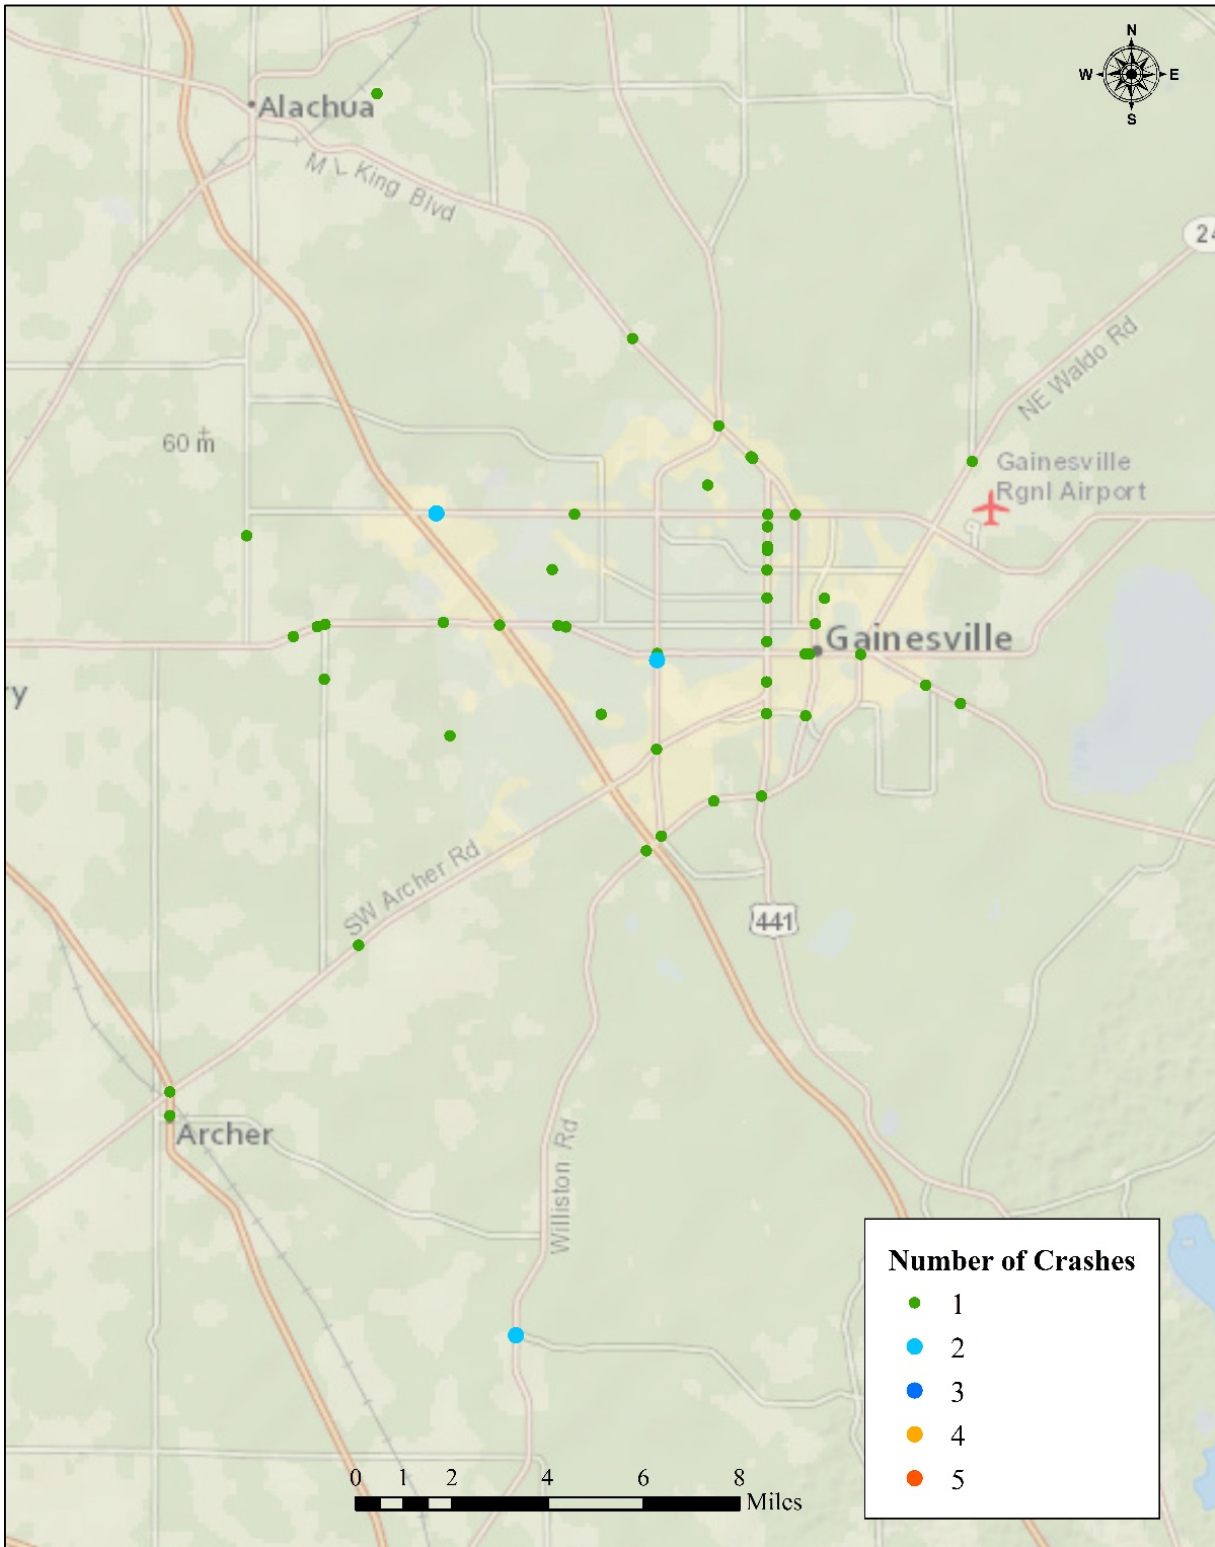 N
W E
S
Alachua
M L King Blvd
24
NE Waldo Rd
60 m
Gainesville
Rgnl Airport
Gainesville
ry
SW Archer Rd
441
Archer
Williston Rd
Number of Crashes
1
2
3
4
5
0 1 2 4 6 8
Miles